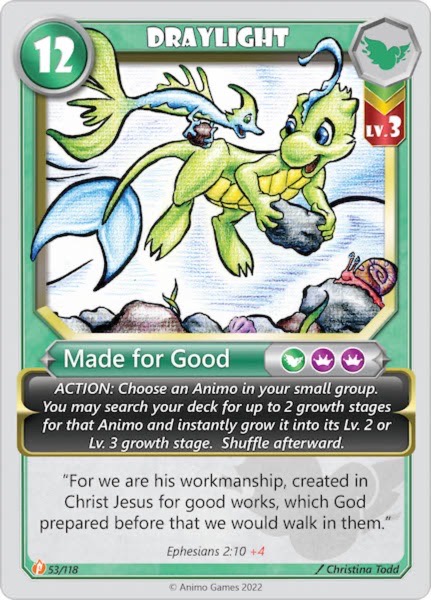 12
DRAYLIGHT
LV.3
Made for Good
ACTION: Choose an Animo in your small group.
You may search your deck for up to 2 growth stages
for that Animo and instantly grow it into its Lv. 2 or
Lv. 3 growth stage.  Shuffle afterward.
"For we are his workmanship, created in
Christ Jesus for good works, which God
prepared before that we would walk in them."
Ephesians 2:10 +4
53/118
Christina Todd
© Animo Games 2022